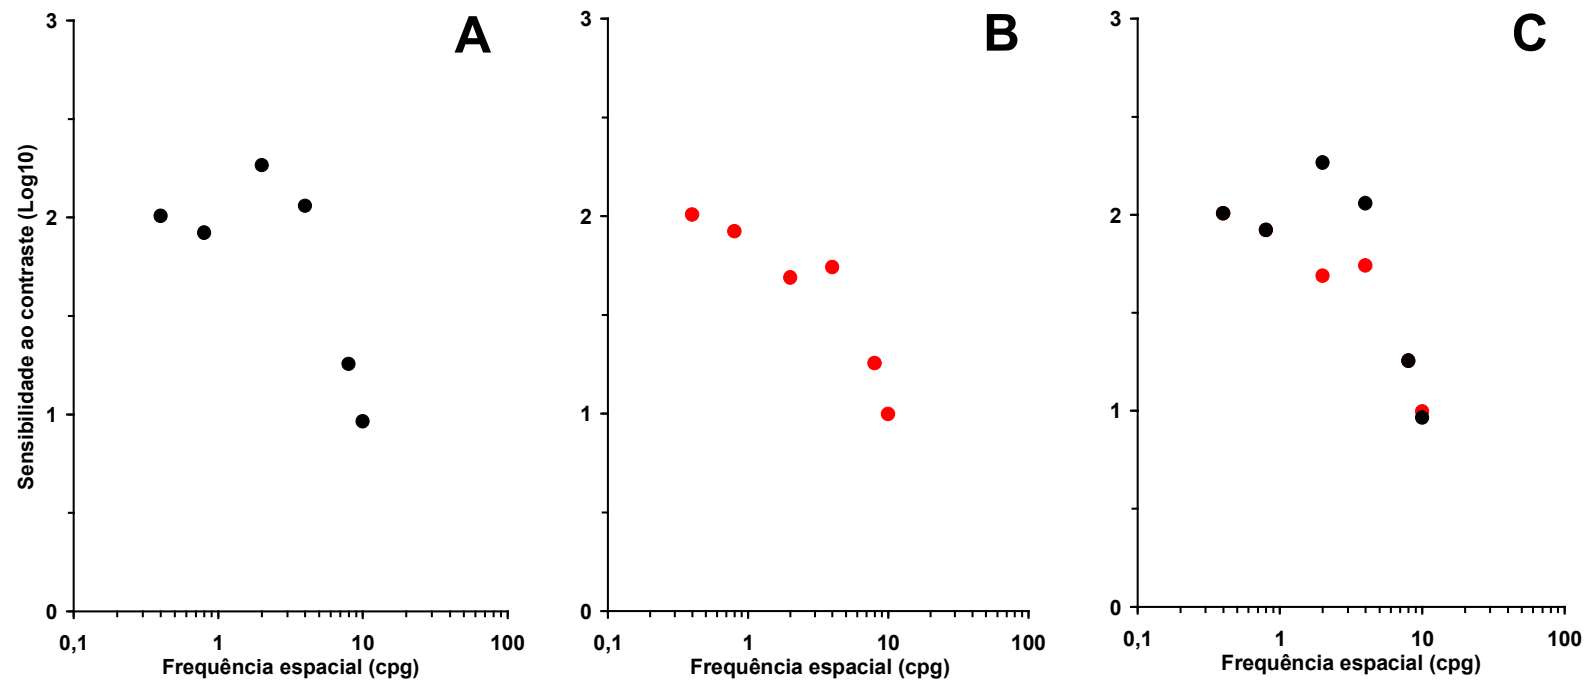 A
3
2
1
0
Sensibilidade ao contraste (Log10)
0,1 1 10 100
Frequência espacial (cpg)
B
3
2
1
0
0,1 1 10 100
Frequência espacial (cpg)
C
3
2
1
0
0,1 1 10 100
Frequência espacial (cpg)